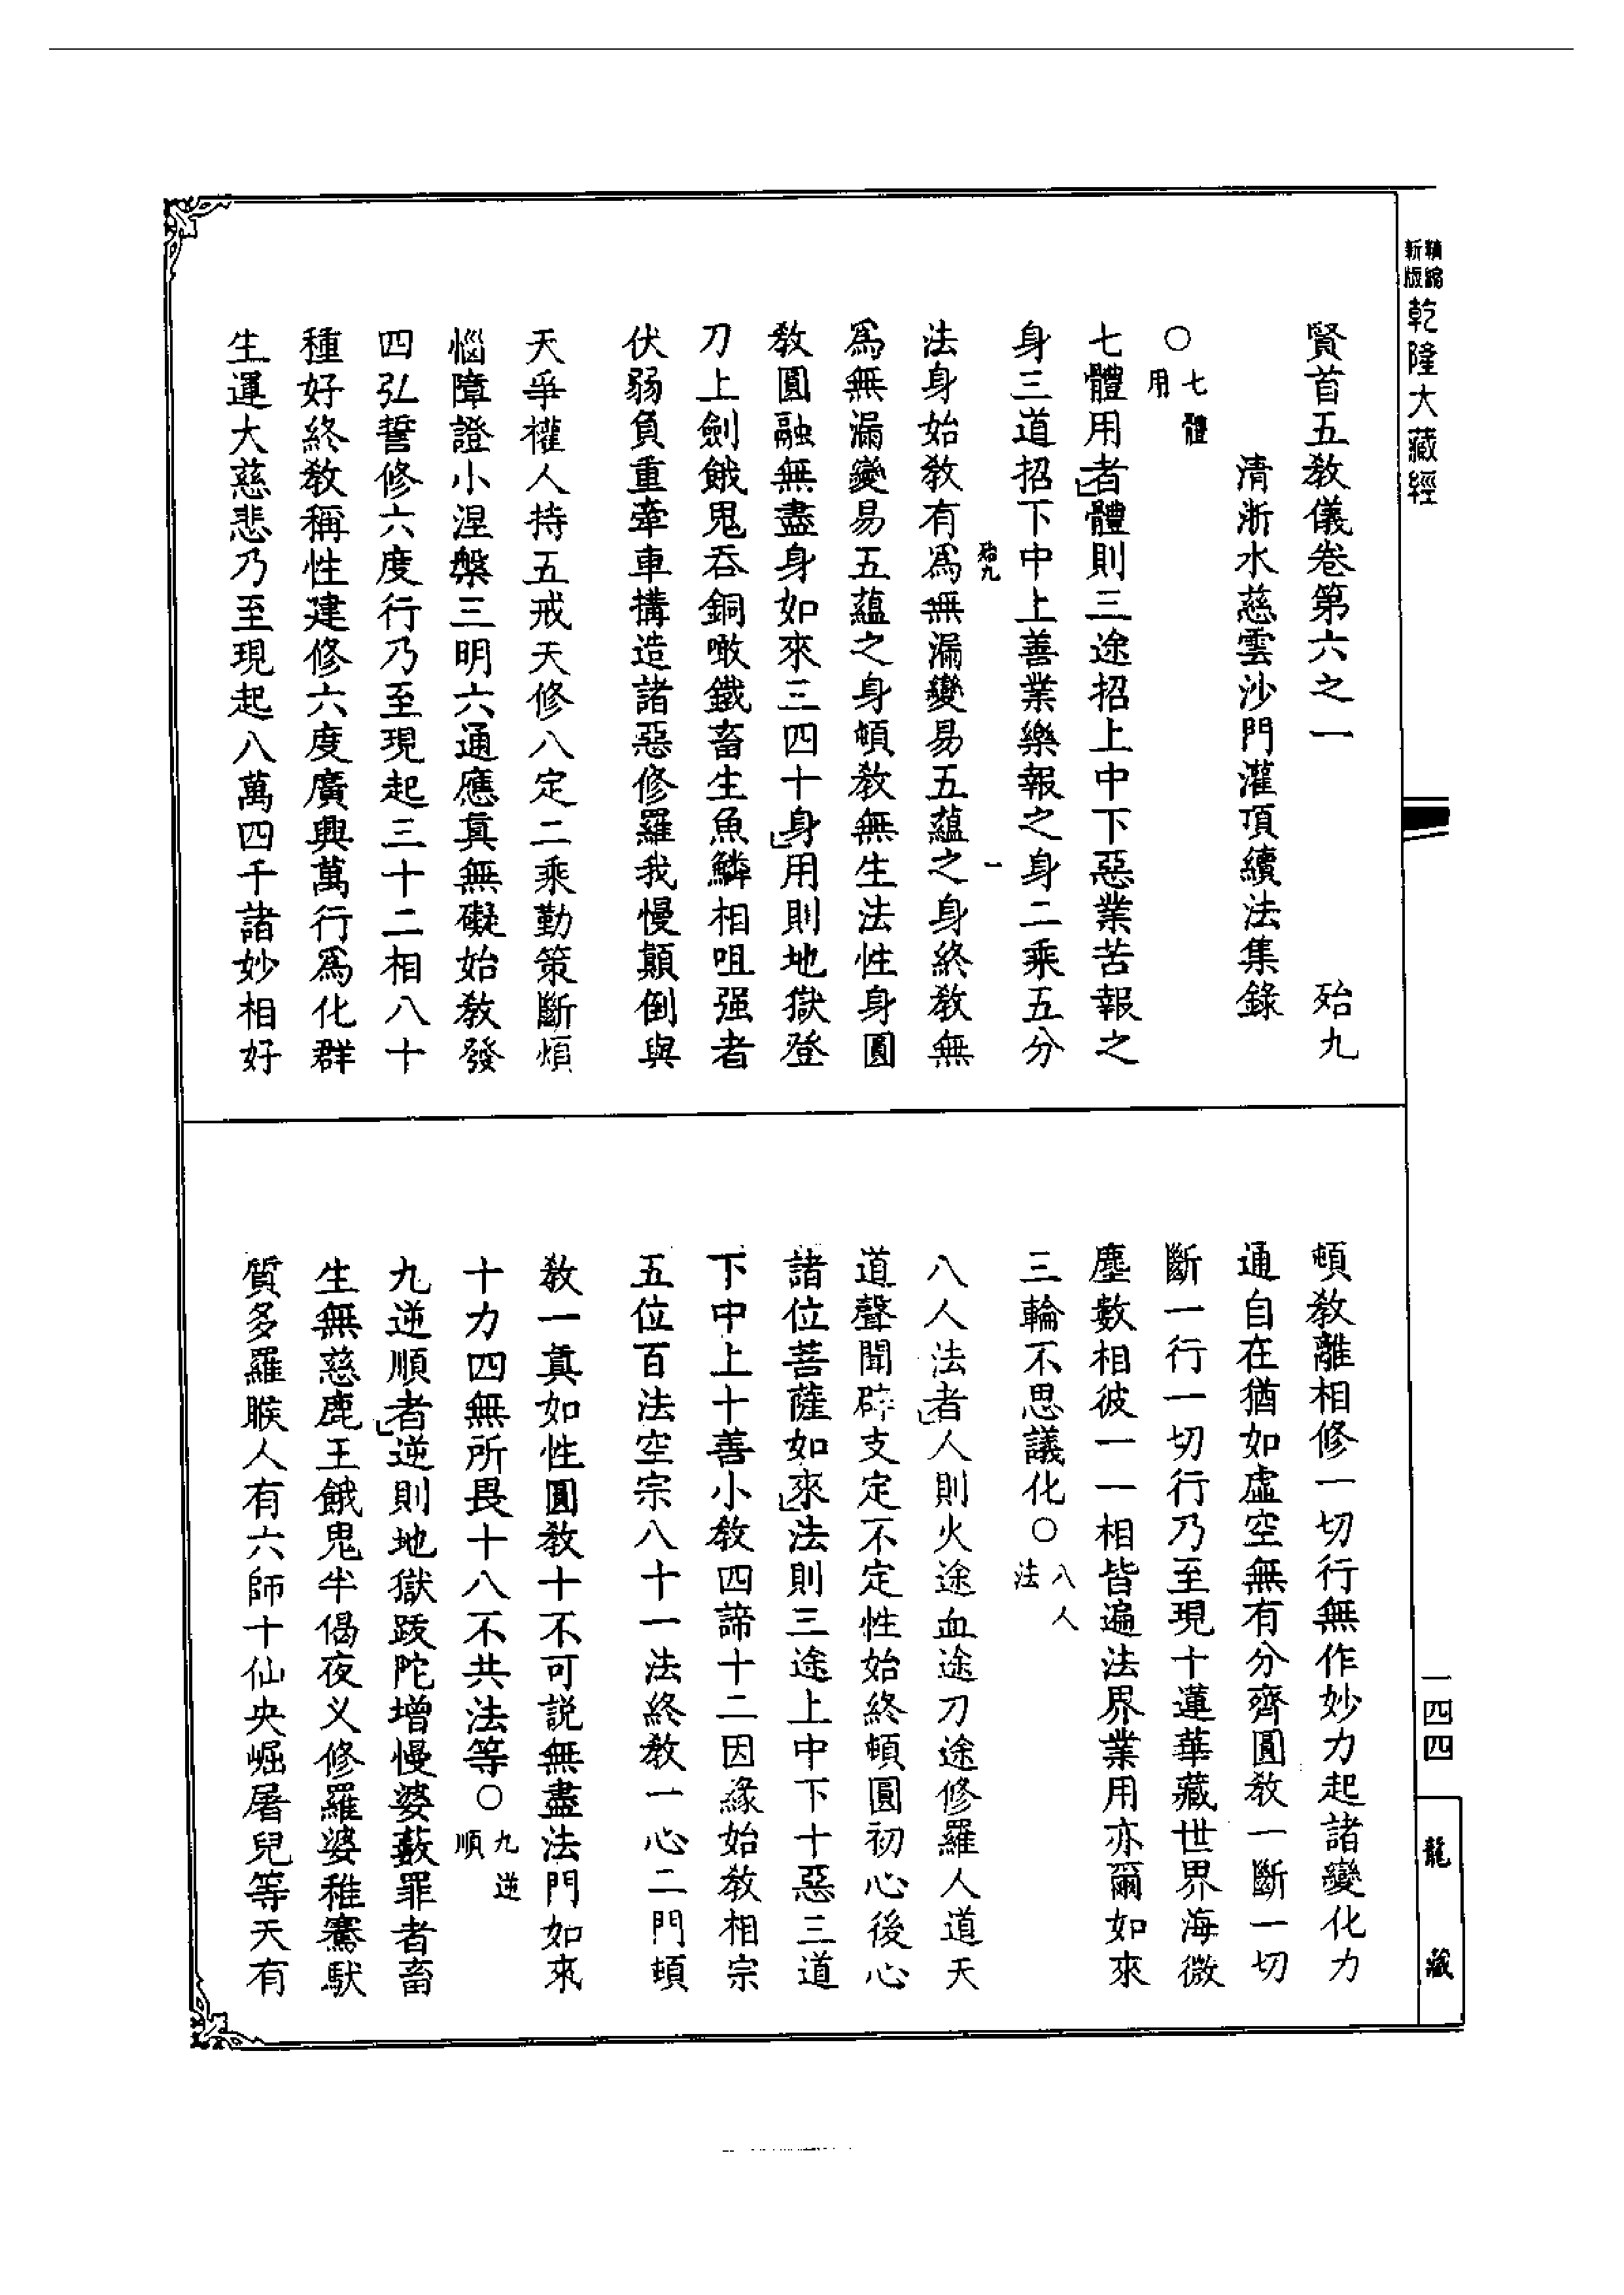 精縮新版乾隆大藏經
賢首五教儀卷第六之一　殆九
清浙水慈雲沙門灌頂續法集錄
○七體用
七體用者體則三途招上中下惡業苦報之
身三道招下中上善業樂報之身二乘五分
殆九　一
法身始教有為無漏變易五蘊之身終教無
為無漏變易五蘊之身頓教無生法性身圓
教圓融無盡身如來三四十身用則地獄登
刀上劍餓鬼吞銅噉鐵畜生魚鱗相咀强者
伏弱負重牽車搆造諸惡修羅我慢顛倒與
天爭權人持五戒天修八定二乘勤策斷煩
惱障證小涅槃三明六通應真無礙始教發
四弘誓修六度行乃至現起三十二相八十
種好終教稱性建修六度廣興萬行為化群
生運大慈悲乃至現起八萬四千諸妙相好
頓教離相修一切行無作妙力起諸變化力
通自在猶如虛空無有分齊圓教一斷一切
斷一行一切行乃至現十蓮華藏世界海微
塵數相彼一一相皆遍法界業用亦爾如來
三輪不思議化○八人法
八人法者人則火途血途刀途修羅人道天
道聲聞辟支定不定性始終頓圓初心後心
諸位菩薩如來法則三途上中下十惡三道
下中上十善小教四諦十二因緣始教相宗
五位百法空宗八十一法終教一心二門頓
教一真如性圓教十不可說無盡法門如來
十力四無所畏十八不共法等○九逆順
九逆順者逆則地獄跋陀增慢婆藪罪者畜
生無慈鹿王餓鬼半偈夜义修羅婆稚騫馱
質多羅睺人有六師十仙央崛屠兒等天有
一四四
龍藏